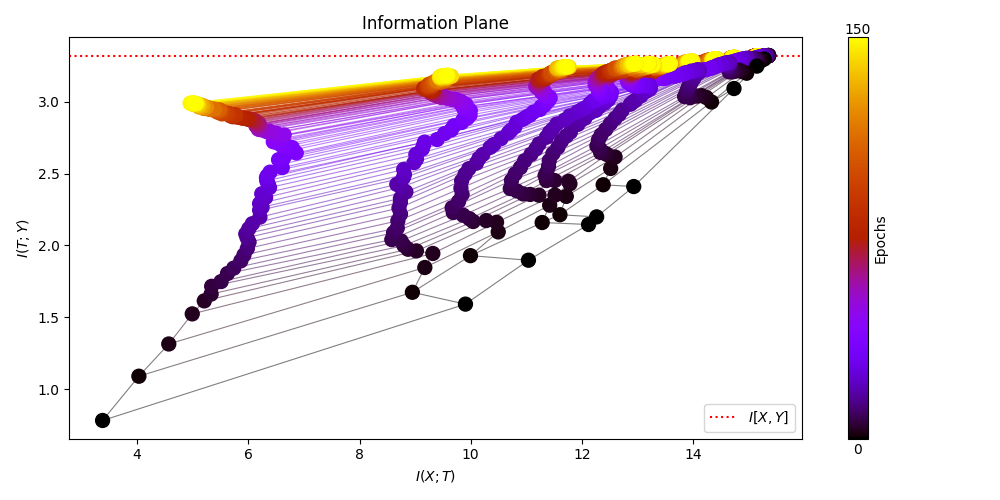 Information Plane
150
3.0
2.5
2.0
1.5
1.0
I(T; Y)
Epochs
I[X, Y]
0
4 6 8 10 12 14
I(X; T)